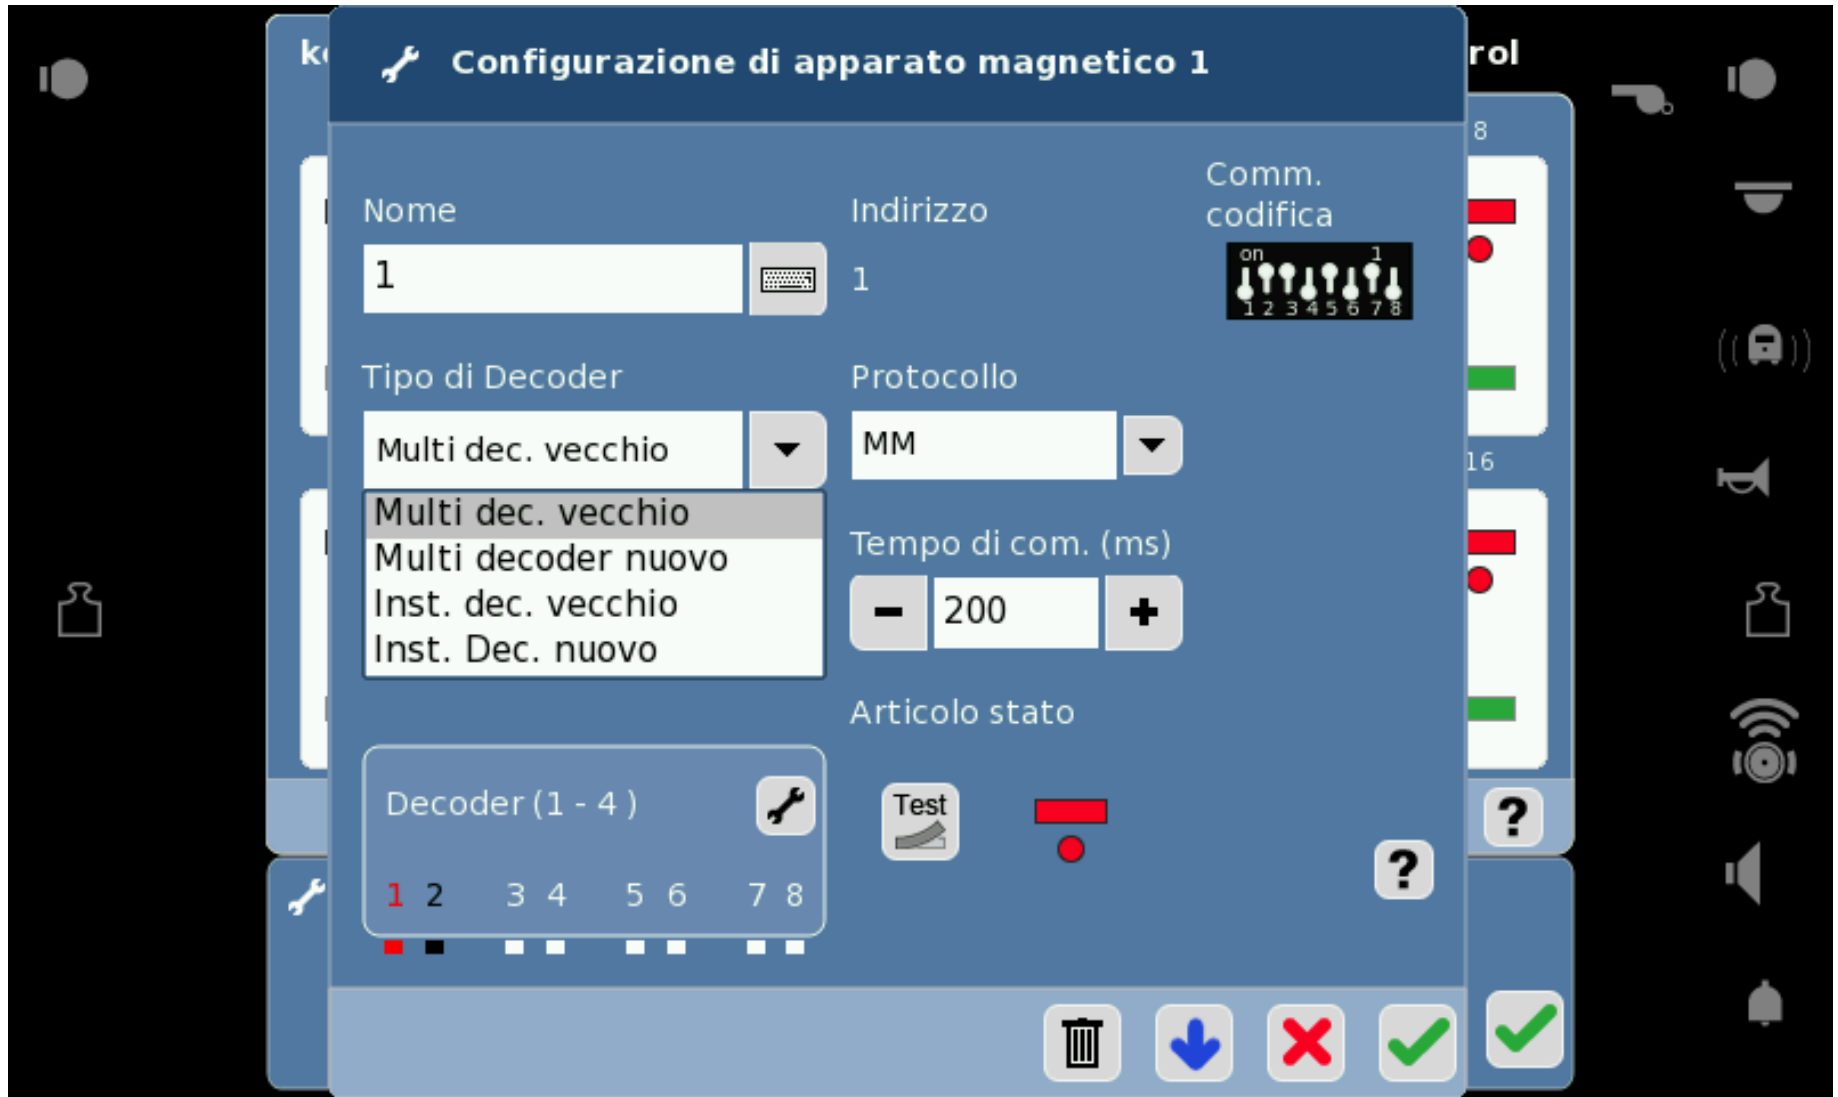 ke
Configurazione di apparato magnetico 1
rol
8
Nome
Indirizzo
Comm.
codifica
1
1
on 1
1 2 3 4 5 6 7 8
Tipo di Decoder
Protocollo
Multi dec. vecchio
MM
16
Multi dec. vecchio
Multi decoder nuovo
Inst. dec. vecchio
Inst. Dec. nuovo
Tempo di com. (ms)
200
Articolo stato
Decoder (1 - 4 )
Test
1 2 3 4 5 6 7 8
?
?